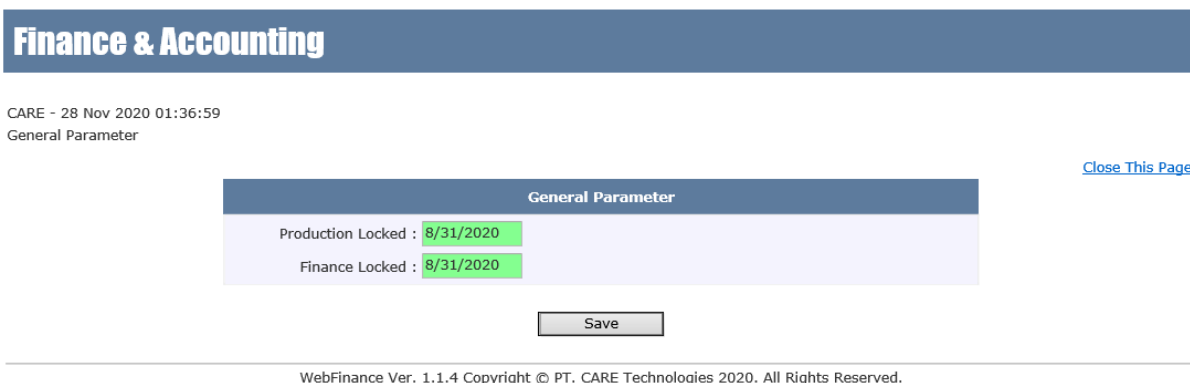 Finance & Accounting
CARE - 28 Nov 2020 01:36:59
General Parameter
Close This Page
General Parameter
Production Locked : 8/31/2020
Finance Locked : 8/31/2020
Save
WebFinance Ver. 1.1.4 Copyright © PT. CARE Technologies 2020. All Rights Reserved.